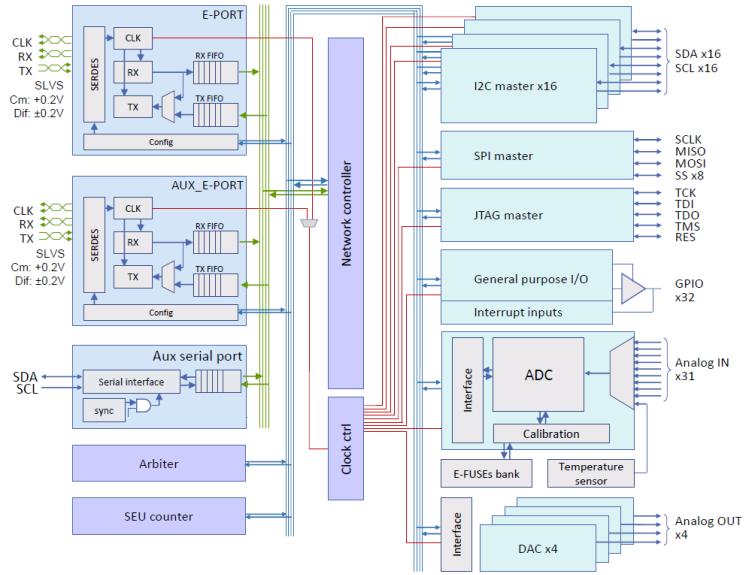 E-PORT
CLK
RX
TX
SLVS
Cm: +0.2V
Dif: ±0.2V
SERDES
CLK
RX
TX
RX FIFO
TX FIFO
Config
AUX_E-PORT
CLK
RX
TX
SLVS
Cm: +0.2V
Dif: ±0.2V
SERDES
CLK
RX
TX
RX FIFO
TX FIFO
Config
Aux serial port
SDA
SCL
Serial interface
sync
Arbiter
SEU counter
Network controller
Clock ctrl
I2C master x16
SDA x16
SCL x16
SPI master
SCLK
MISO
MOSI
SS x8
JTAG master
TCK
TDI
TDO
TMS
RES
General purpose I/O
Interrupt inputs
GPIO
x32
Interface
ADC
Calibration
Analog IN
x31
E-FUSEs bank
Temperature
sensor
Interface
DAC x4
Analog OUT
x4